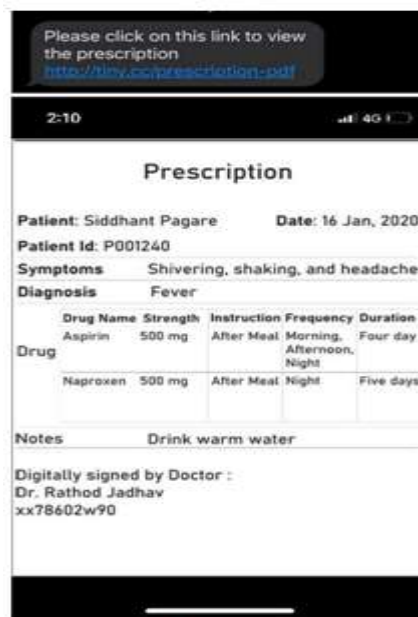 Please click on this link to view
the prescription
http://tiny.cc/prescription-pdf
2:10 4G
Prescription
Patient: Siddhant Pagare Date: 16 Jan, 2020
Patient Id: P001240
Symptoms Shivering, shaking, and headache
Diagnosis Fever
Drug Name Strength Instruction Frequency Duration
Drug Aspirin 500 mg After Meal Morning, Afternoon, Night Four day
Naproxen 500 mg After Meal Night Five days
Notes Drink warm water
Digitally signed by Doctor :
Dr. Rathod Jadhav
xx78602w90